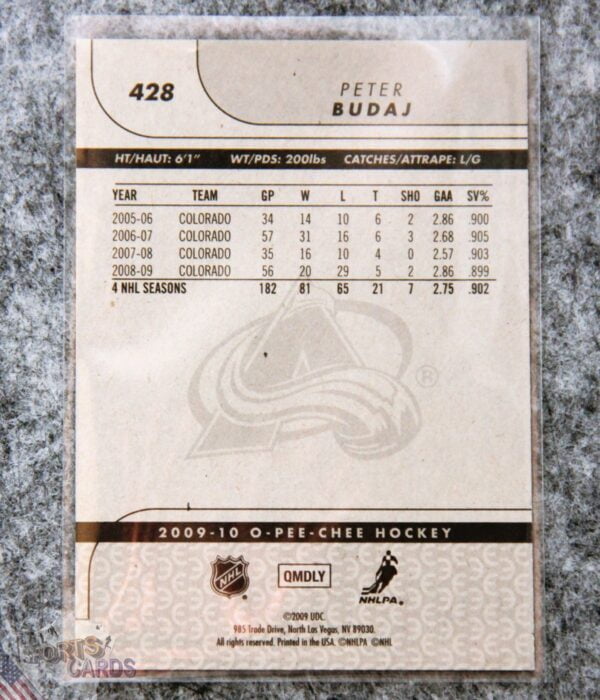 428
PETER
BUDAJ
HT/HAUT: 6'1" WT/PDS: 200lbs CATCHES/ATTRAPE: L/G
YEAR TEAM GP W L T SHO GAA SV%
2005-06 COLORADO 34 14 10 6 2 2.86 .900
2006-07 COLORADO 57 31 16 6 3 2.68 .905
2007-08 COLORADO 35 16 10 4 0 2.57 .903
2008-09 COLORADO 56 20 29 5 2 2.86 .899
4 NHL SEASONS 182 81 65 21 7 2.75 .902
®
2009-10 O-PEE-CHEE HOCKEY
NHL
QMDLY
NHLPA®
©2009 UDC.
985 Trade Drive, North Las Vegas, NV 89030.
All rights reserved. Printed in the USA. ©NHLPA ©NHL
CARDS